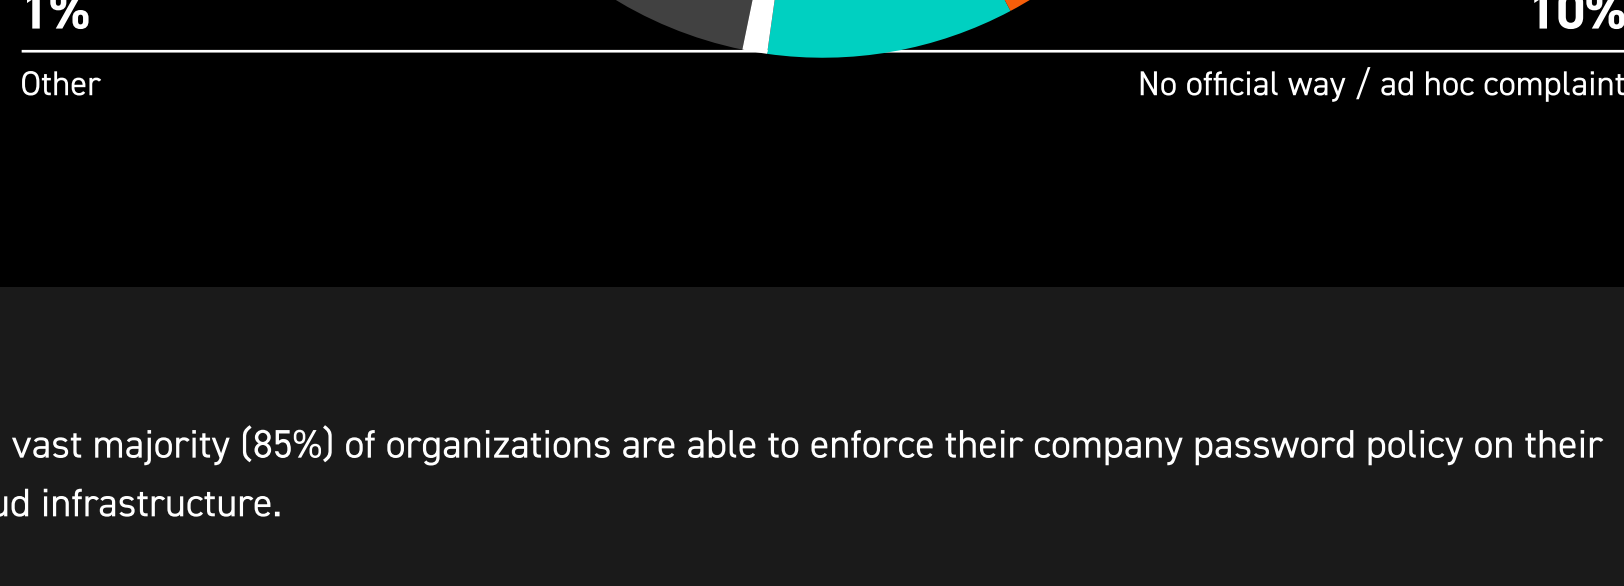 1% 10%
Other No official way / ad hoc complaint
vast majority (85%) of organizations are able to enforce their company password policy on their
ud infrastructure.